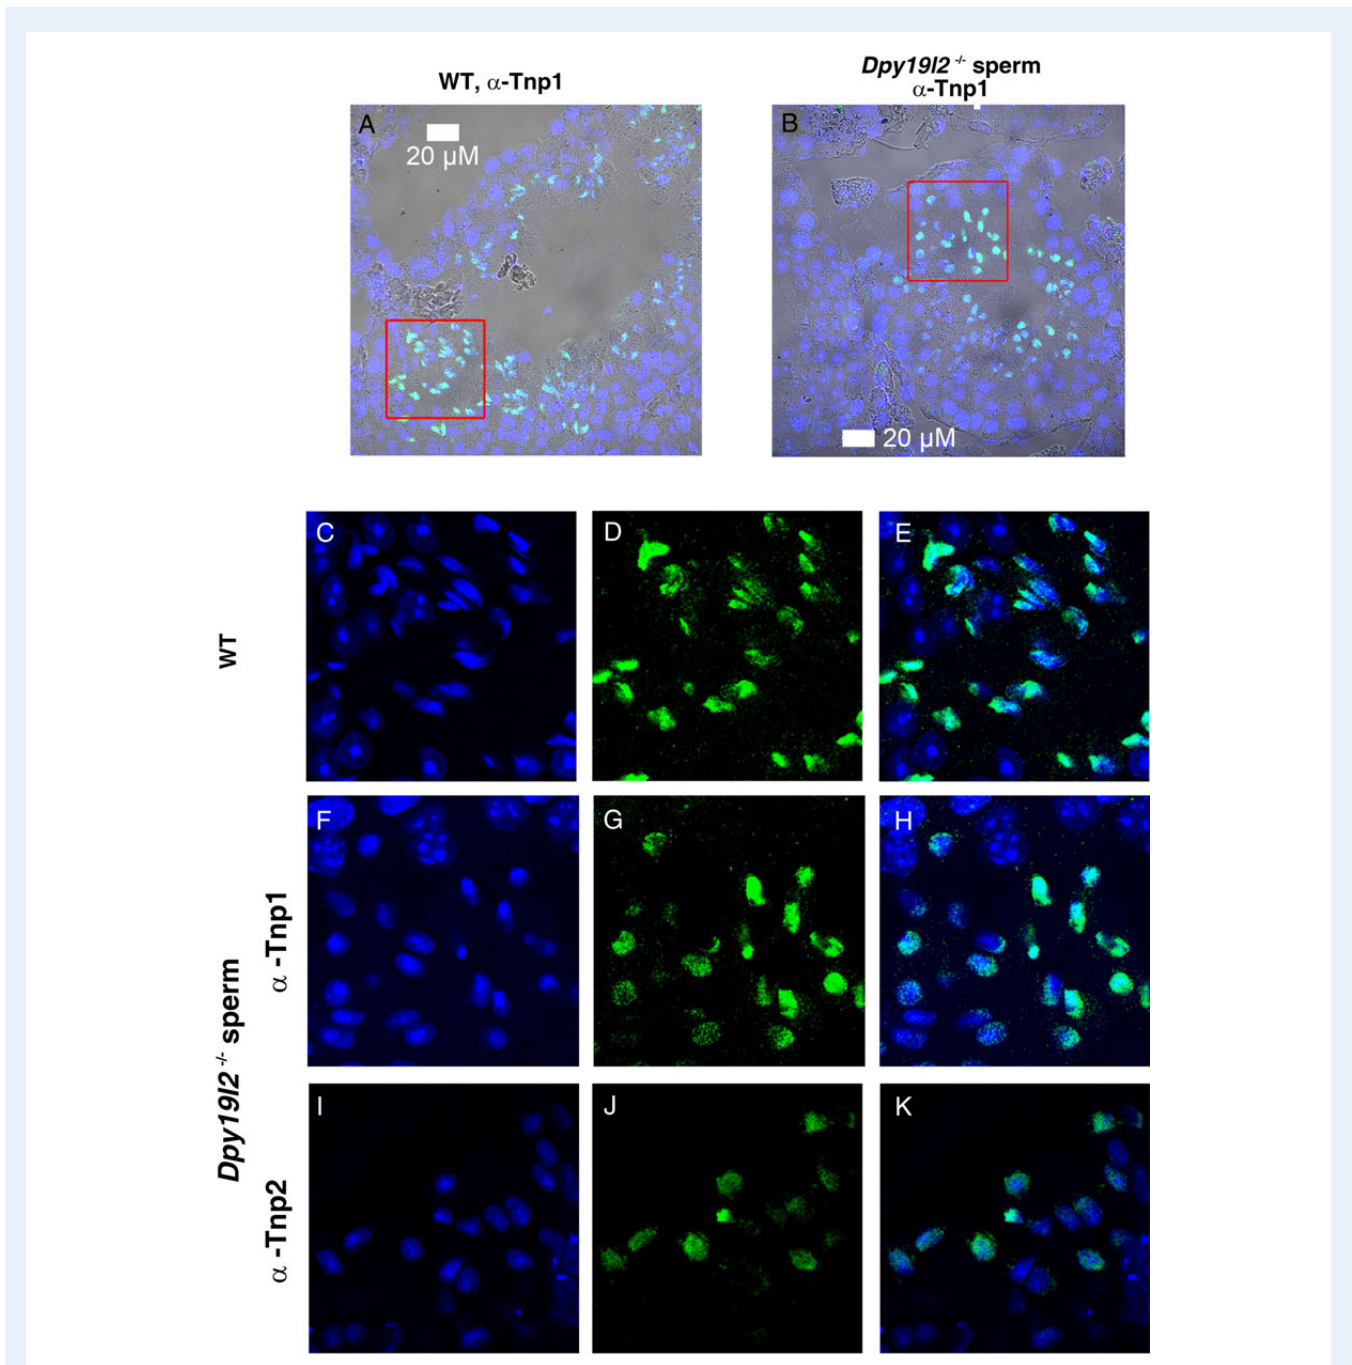 WT, α-Tnp1
Dpy19l2 -/- sperm
α-Tnp1
A
20 µM
B
20 µM
WT
C
D
E
Dpy19l2 -/- sperm
α -Tnp1
F
G
H
α -Tnp2
I
J
K